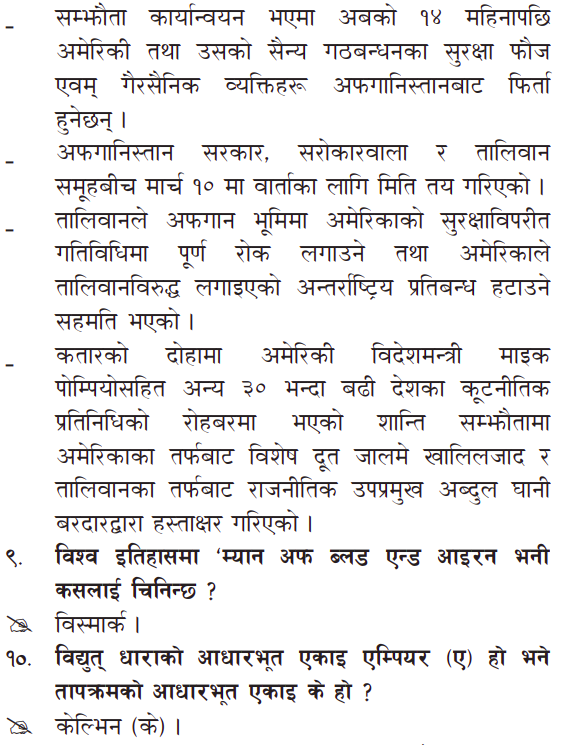 - सम्झौता कार्यान्वयन भएमा अबको १४ महिनापछि
अमेरिकी तथा उसको सैन्य गठबन्धनका सुरक्षा फौज
एवम् गैरसैनिक व्यक्तिहरू अफगानिस्तानबाट फिर्ता
हुनेछन् ।
- अफगानिस्तान सरकार, सरोकारवाला र तालिवान
समूहबीच मार्च १० मा वार्ताका लागि मिति तय गरिएको ।
- तालिवानले अफगान भूमिमा अमेरिकाको सुरक्षाविपरीत
गतिविधिमा पूर्ण रोक लगाउने तथा अमेरिकाले
तालिवानविरुद्ध लगाइएको अन्तर्राष्ट्रिय प्रतिबन्ध हटाउने
सहमति भएको ।
- कतारको दोहामा अमेरिकी विदेशमन्त्री माइक
पोम्पियोसहित अन्य ३० भन्दा बढी देशका कूटनीतिक
प्रतिनिधिको रोहबरमा भएको शान्ति सम्झौतामा
अमेरिकाका तर्फबाट विशेष दूत जालमे खालिलजाद र
तालिवानका तर्फबाट राजनीतिक उपप्रमुख अब्दुल घानी
बरदारद्वारा हस्ताक्षर गरिएको ।
९. विश्व इतिहासमा ‘म्यान अफ ब्लड एन्ड आइरन भनी
कसलाई चिनिन्छ ?
विस्मार्क ।
१०. विद्युत् धाराको आधारभूत एकाइ एम्पियर (ए) हो भने
तापक्रमको आधारभूत एकाइ के हो ?
केल्भिन (के) ।